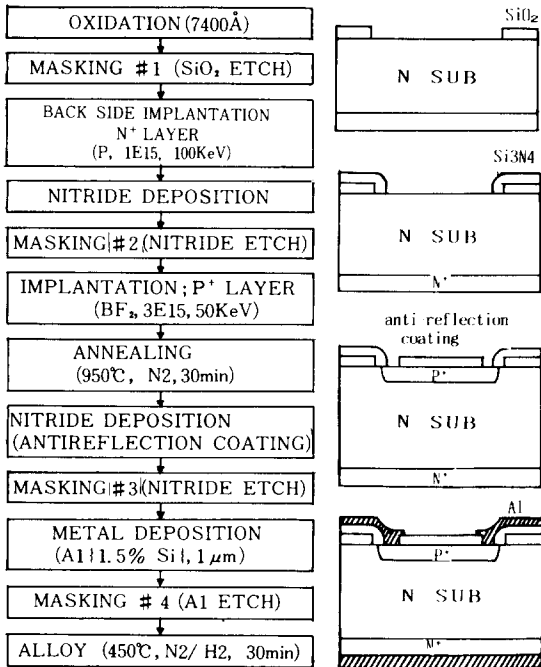 OXIDATION(7400Å)
MASKING #1 (SiO₂ ETCH)
BACK SIDE IMPLANTATION
N⁺ LAYER
(P, 1E15, 100KeV)
NITRIDE DEPOSITION
MASKING #2 (NITRIDE ETCH)
IMPLANTATION; P⁺ LAYER
(BF₂, 3E15, 50KeV)
ANNEALING
(950℃, N2, 30min)
NITRIDE DEPOSITION
(ANTIREFLECTION COATING)
MASKING #3 (NITRIDE ETCH)
METAL DEPOSITION
(Al{1.5% Si}, 1μm)
MASKING #4 (Al ETCH)
ALLOY (450℃, N2/H2, 30min)
SiO₂
N SUB
Si3N4
N SUB
N⁺
anti reflection
coating
P⁺
N SUB
N⁺
Al
P⁺
N SUB
N⁺